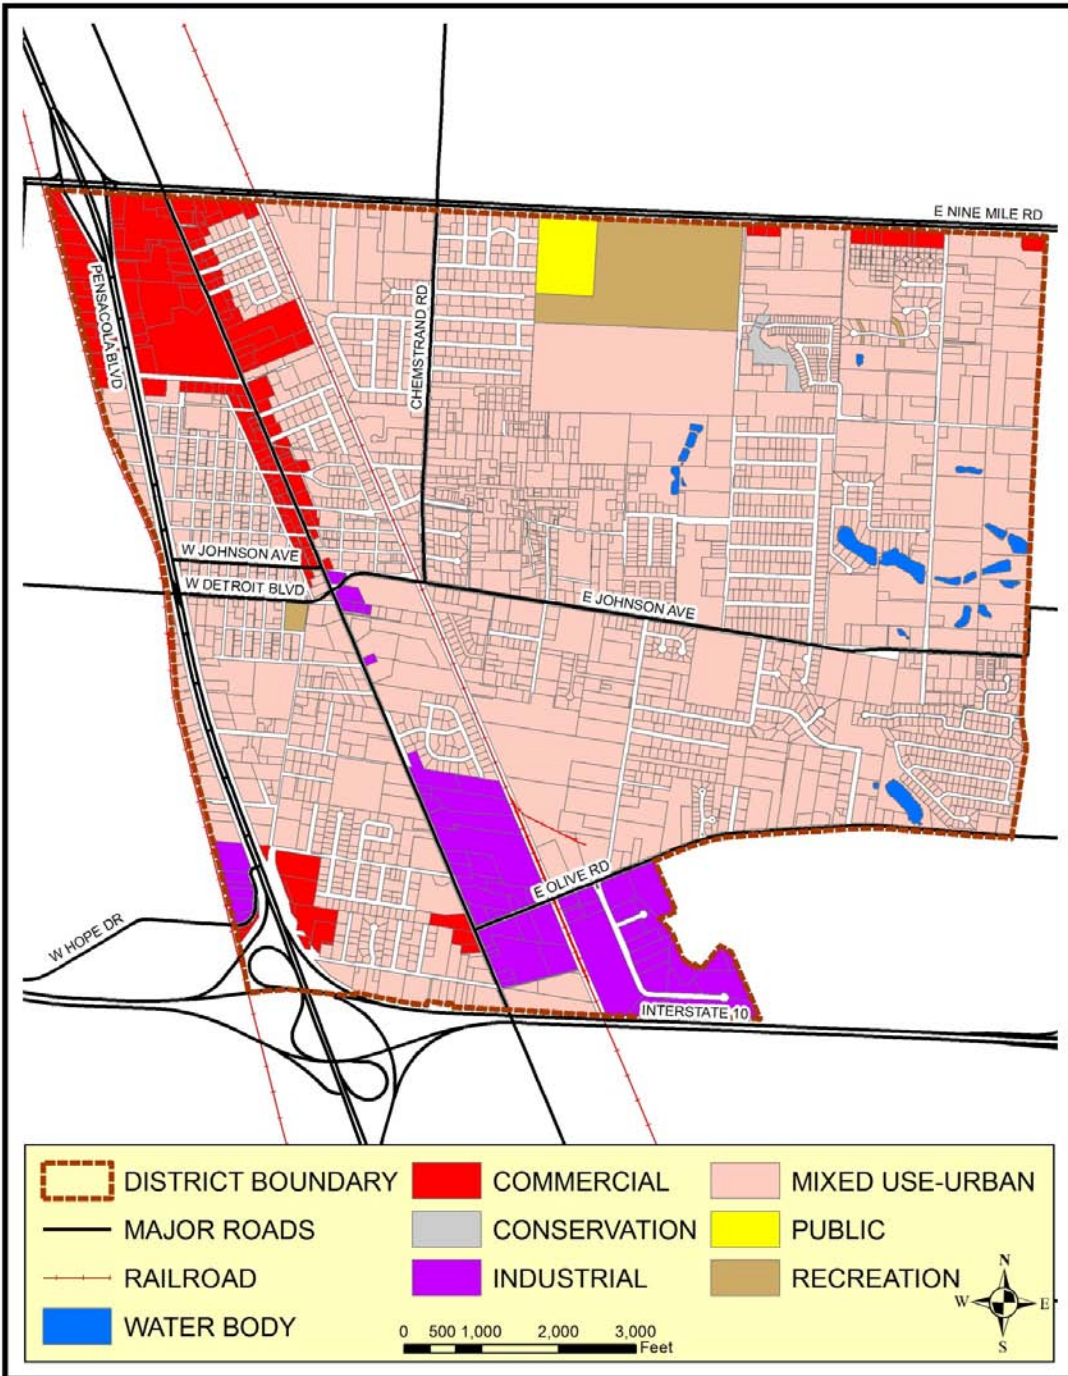 E NINE MILE RD
PENSACOLA BLVD
CHEMSTRAND RD
W JOHNSON AVE
W DETROIT BLVD
E JOHNSON AVE
E OLIVE RD
W HOPE DR
INTERSTATE 10
DISTRICT BOUNDARY
MAJOR ROADS
RAILROAD
WATER BODY
COMMERCIAL
CONSERVATION
INDUSTRIAL
MIXED USE-URBAN
PUBLIC
RECREATION
0 500 1,000 2,000 3,000
Feet
N
W E
S